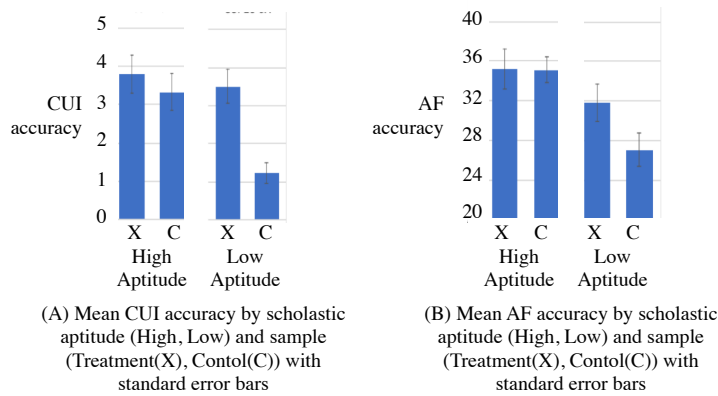 5
4
3
2
1
0
CUI
accuracy
X C X C
High Low
Aptitude Aptitude
(A) Mean CUI accuracy by scholastic
aptitude (High, Low) and sample
(Treatment(X), Contol(C)) with
standard error bars
40
36
32
28
24
20
AF
accuracy
X C X C
High Low
Aptitude Aptitude
(B) Mean AF accuracy by scholastic
aptitude (High, Low) and sample
(Treatment(X), Contol(C)) with
standard error bars